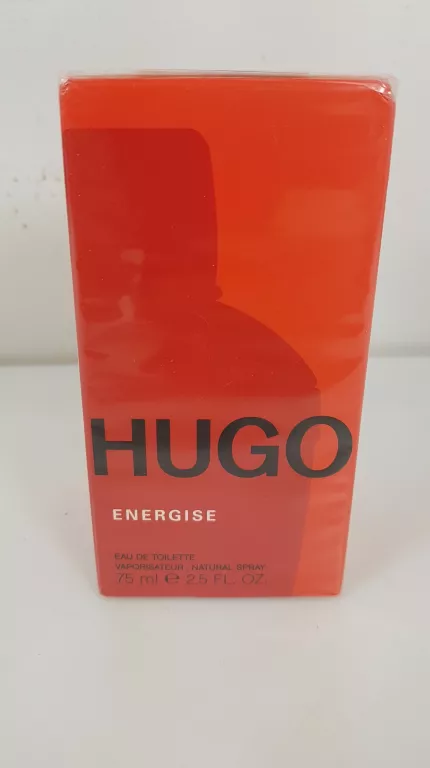 HUGO
ENERGISE
EAU DE TOILETTE
VAPORISATEUR . NATURAL SPRAY
75 ml ℮ 2.5 FL. OZ.